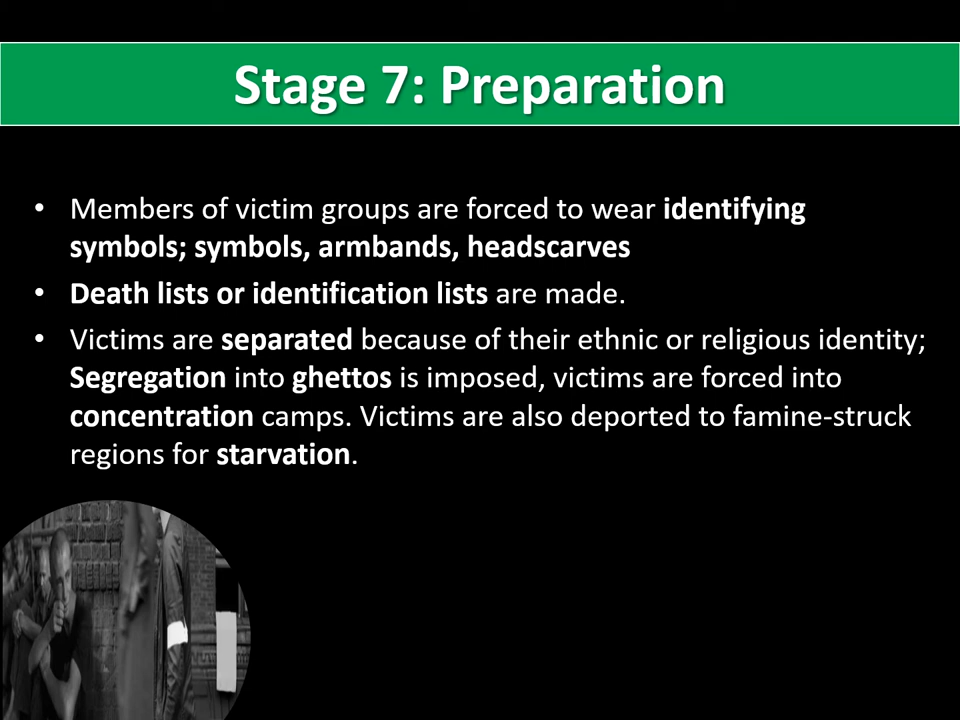 Stage 7: Preparation
• Members of victim groups are forced to wear identifying
symbols; symbols, armbands, headscarves
• Death lists or identification lists are made.
• Victims are separated because of their ethnic or religious identity;
Segregation into ghettos is imposed, victims are forced into
concentration camps. Victims are also deported to famine-struck
regions for starvation.